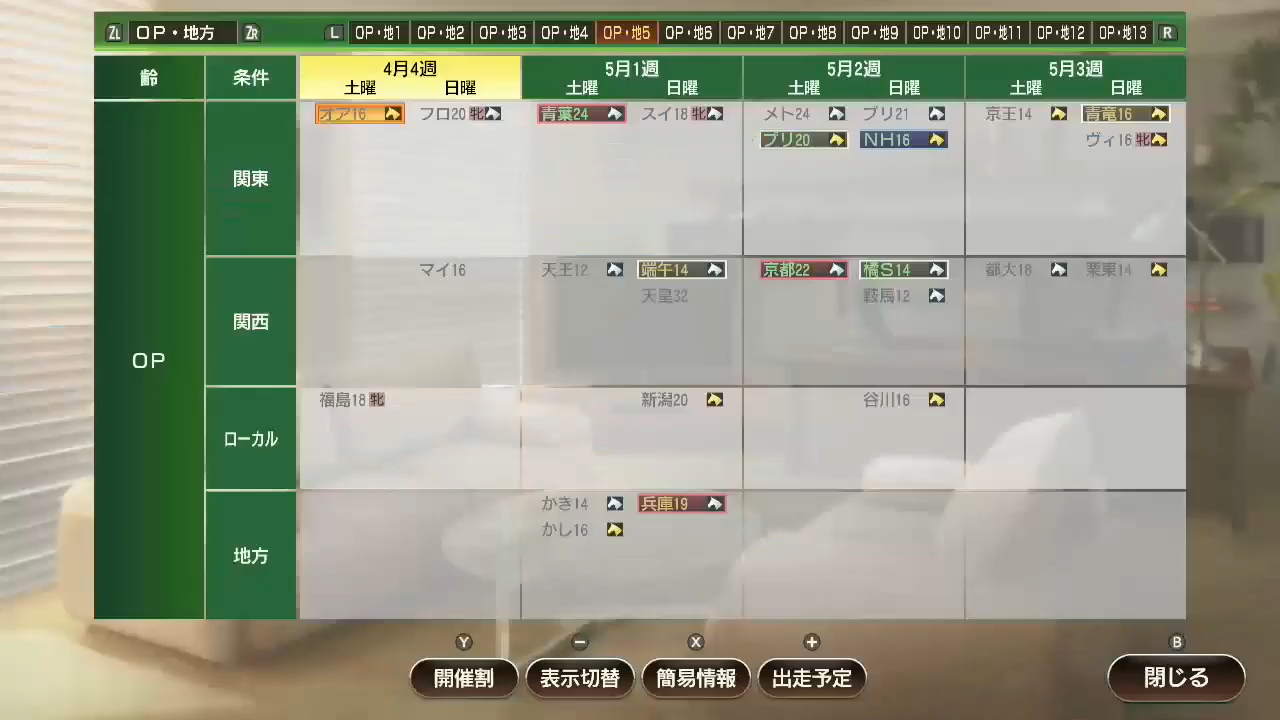 ZL OP・地方 ZR L OP・地1 OP・地2 OP・地3 OP・地4 OP・地5 OP・地6 OP・地7 OP・地8 OP・地9 OP・地10 OP・地11 OP・地12 OP・地13 R
齢 条件 4月4週 5月1週 5月2週 5月3週
土曜 日曜 土曜 日曜 土曜 日曜 土曜 日曜
オア16 フロ20 牝 青葉24 スイ18 牝 メト24 ブリ21 京王14 青竜16
プリ20 NH16 ヴィ16 牝
関東
マイ16 天王12 端午14 京都22 橘S14 都大18 栗東14
天星32 鞍馬12
関西
OP
福島18 牝 新潟20 谷川16
ローカル
かき14 兵庫19
かし16
地方
Y − X + B
開催割 表示切替 簡易情報 出走予定 閉じる